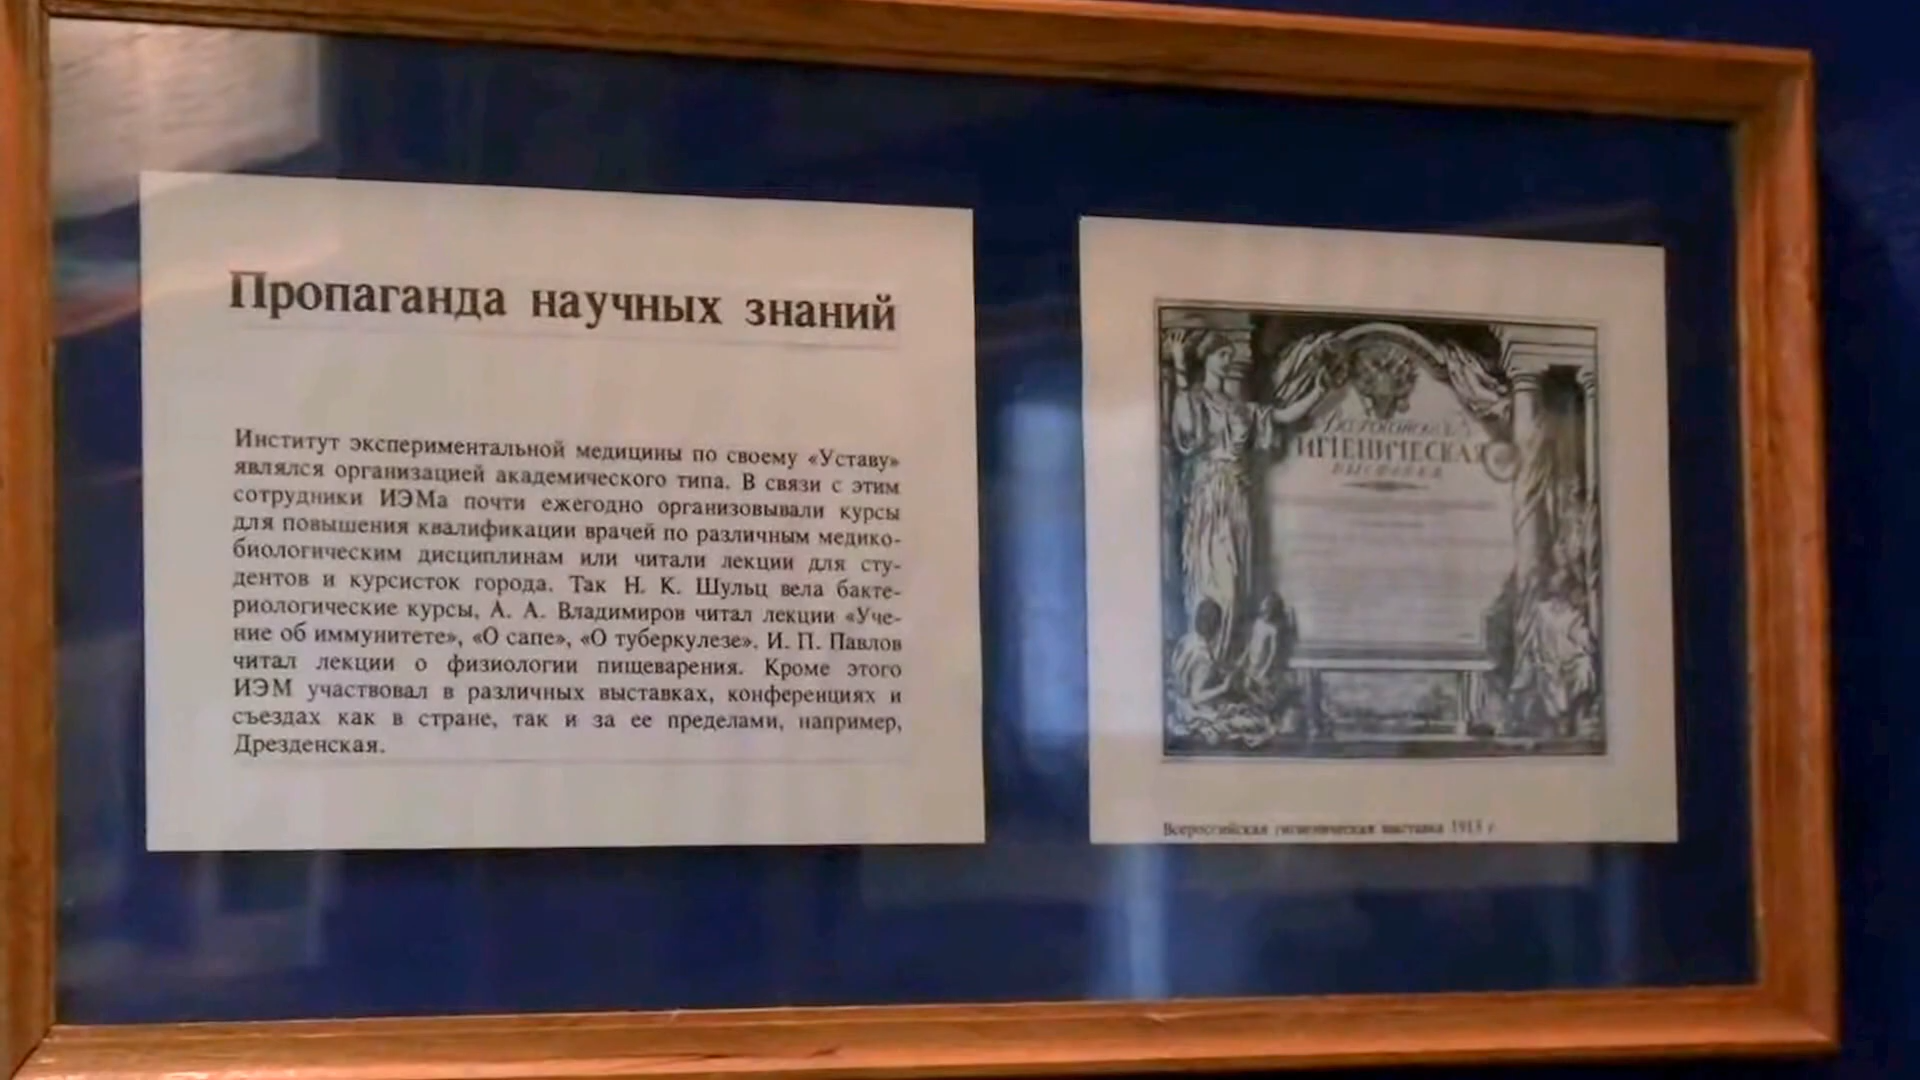 Пропаганда научных знаний
Институт экспериментальной медицины по своему «Уставу»
являлся организацией академического типа. В связи с этим
сотрудники ИЭМа почти ежегодно организовывали курсы
для повышения квалификации врачей по различным медико-
биологическим дисциплинам или читали лекции для сту-
дентов и курсисток города. Так Н. К. Шульц вела бакте-
риологические курсы, А. А. Владимиров читал лекции «Уче-
ние об иммунитете», «О сапе», «О туберкулезе». И. П. Павлов
читал лекции о физиологии пищеварения. Кроме этого
ИЭМ участвовал в различных выставках, конференциях и
съездах как в стране, так и за ее пределами, например,
Дрезденская.
ГИГІЕНИЧЕСКАЯ
Всероссийская гигиеническая выставка 1913 г.